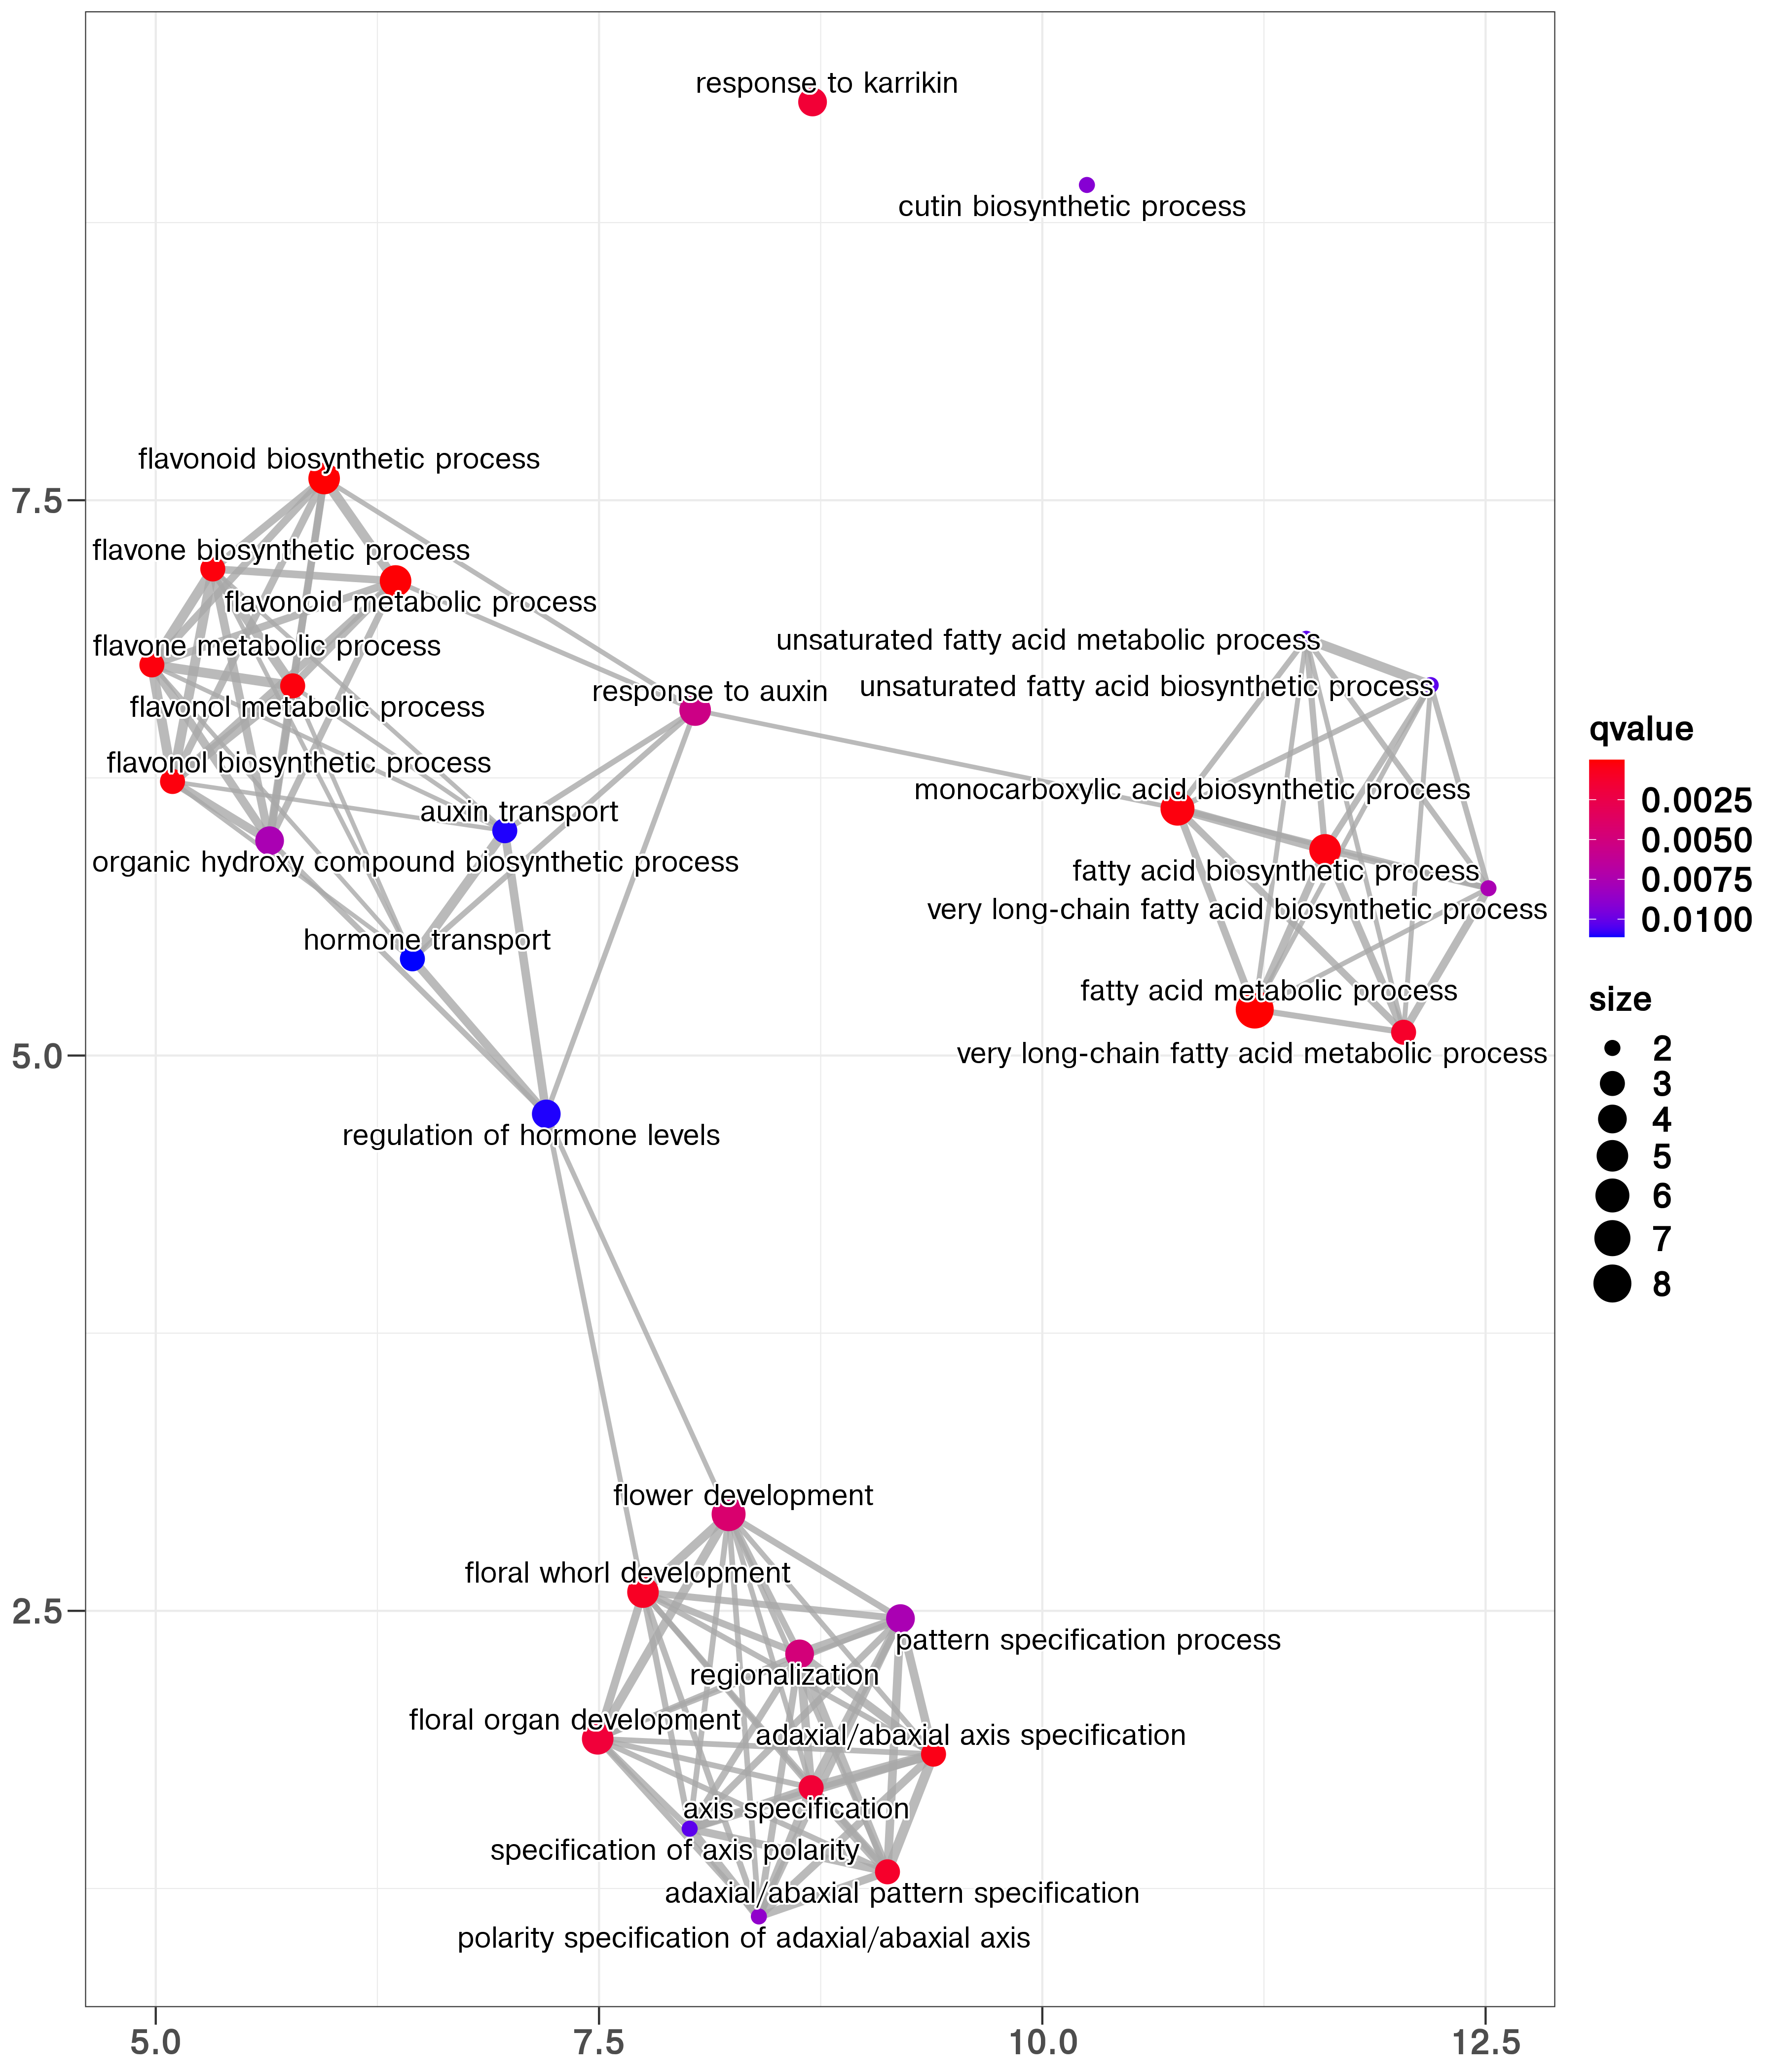 response to karrikin
cutin biosynthetic process
flavonoid biosynthetic process
7.5
flavone biosynthetic process
flavonoid metabolic process
flavone metabolic process
unsaturated fatty acid metabolic process
response to auxin
unsaturated fatty acid biosynthetic process
flavonol metabolic process
qvalue
flavonol biosynthetic process
monocarboxylic acid biosynthetic process
0.0025
auxin transport
0.0050
organic hydroxy compound biosynthetic process
fatty acid biosynthetic process
0.0075
very long-chain fatty acid biosynthetic process
0.0100
hormone transport
fatty acid metabolic process
size
very long-chain fatty acid metabolic process
2
5.0
3
4
regulation of hormone levels
5
6
7
8
flower development
floral whorl development
2.5
pattern specification process
regionalization
floral organ development
adaxial/abaxial axis specification
axis specification
specification of axis polarity
adaxial/abaxial pattern specification
polarity specification of adaxial/abaxial axis
5.0
7.5
10.0
12.5